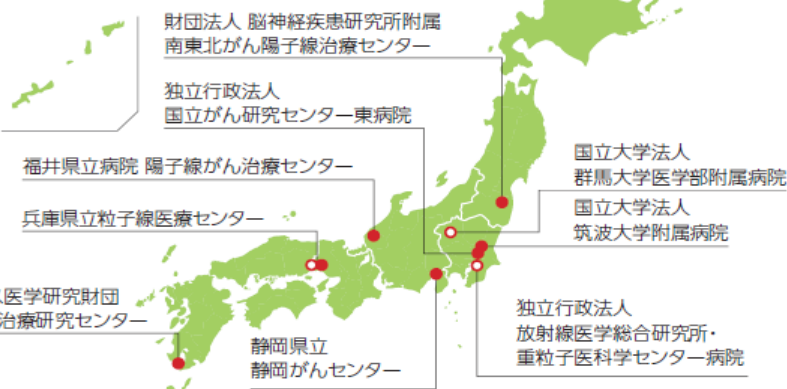 財団法人 脳神経疾患研究所附属
南東北がん陽子線治療センター
独立行政法人
国立がん研究センター東病院
福井県立病院 陽子線がん治療センター
兵庫県立粒子線医療センター
医学研究財団
治療研究センター
静岡県立
静岡がんセンター
国立大学法人
群馬大学医学部附属病院
国立大学法人
筑波大学附属病院
独立行政法人
放射線医学総合研究所・
重粒子医科学センター病院